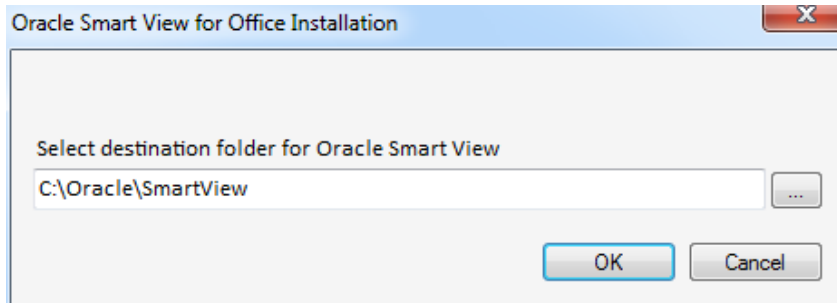 Oracle Smart View for Office Installation
Select destination folder for Oracle Smart View
C:\Oracle\SmartView
...
OK Cancel